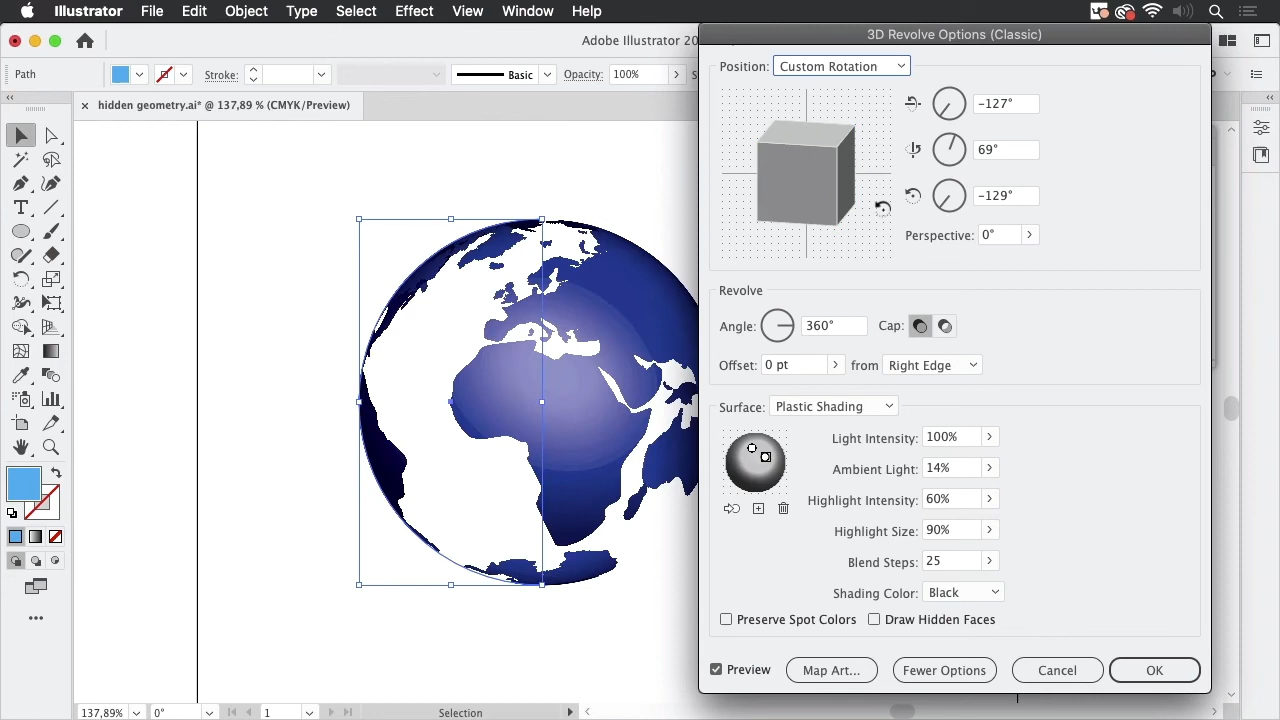 Illustrator File Edit Object Type Select Effect View Window Help
Adobe Illustrator 20
3D Revolve Options (Classic)
Path Stroke: Basic Opacity: 100%
hidden geometry.ai* @ 137,89 % (CMYK/Preview)
Position: Custom Rotation
-127°
69°
-129°
Perspective: 0°
Revolve
Angle: 360° Cap:
Offset: 0 pt from Right Edge
Surface: Plastic Shading
Light Intensity: 100%
Ambient Light: 14%
Highlight Intensity: 60%
Highlight Size: 90%
Blend Steps: 25
Shading Color: Black
Preserve Spot Colors Draw Hidden Faces
Preview Map Art... Fewer Options Cancel OK
137,89% 0° 1 Selection